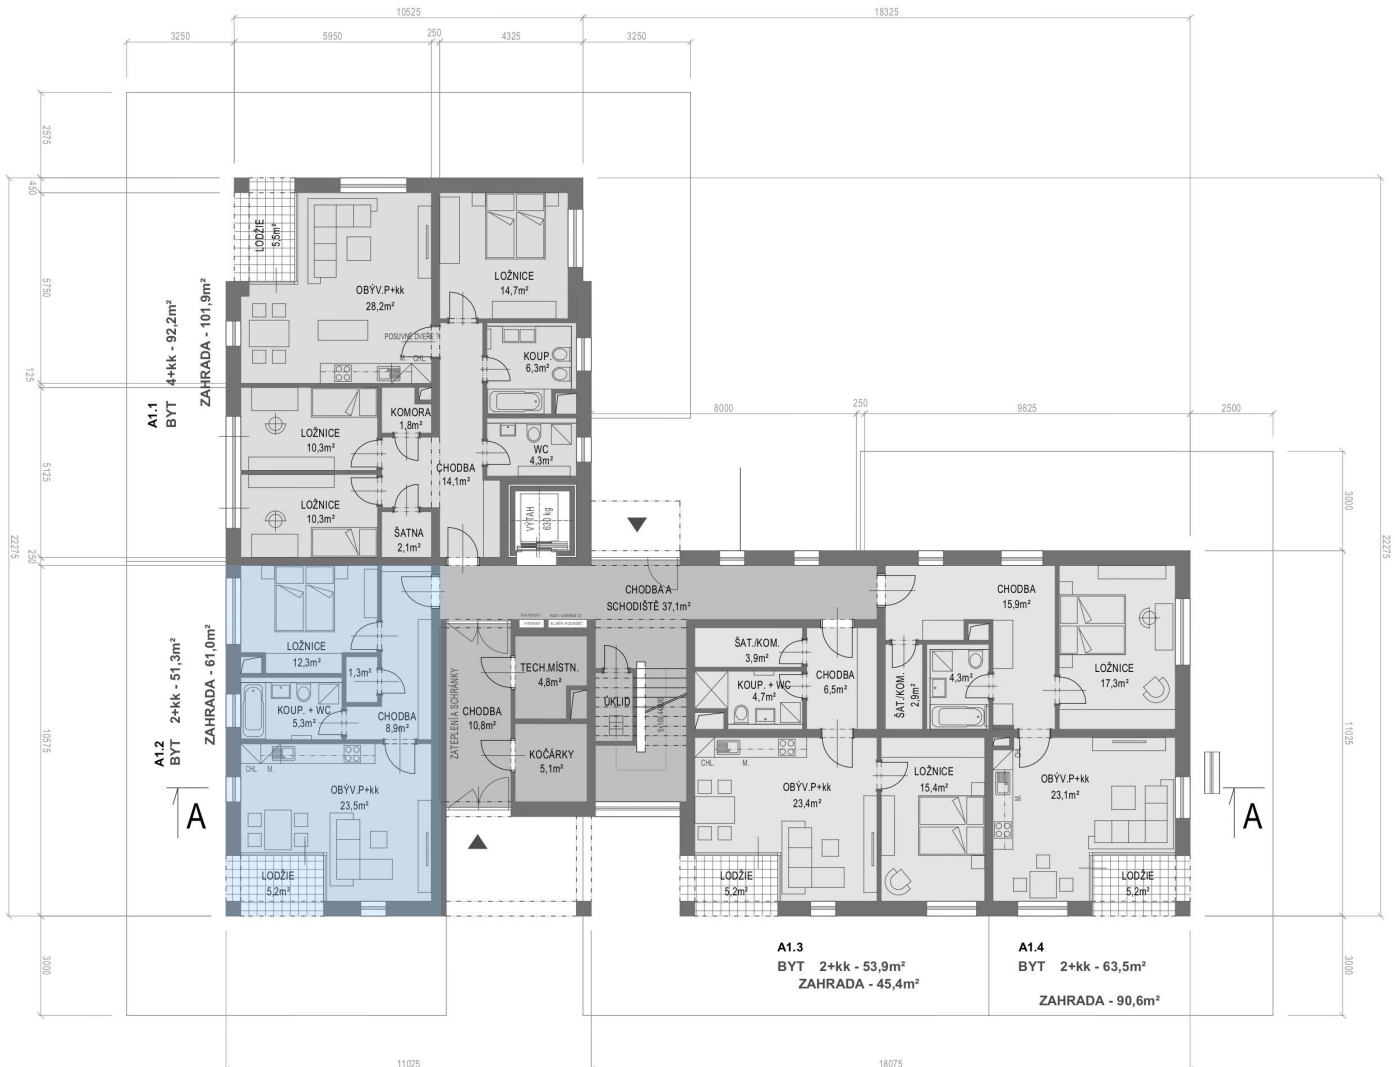 10525
18325
3250
5950
250
4325
3250
2575
450
5750
125
5125
250
22275
10575
3000
A1.1
BYT 4+kk - 92,2m²
ZAHRADA - 101,9m²
LODŽIE
5,5m²
OBÝV.P+kk
28,2m²
LOŽNICE
14,7m²
POSUVNÉ DVEŘE ?
M. CHL.
KOUP.
6,3m²
KOMORA
1,8m²
LOŽNICE
10,3m²
WC
4,3m²
CHODBA
14,1m²
LOŽNICE
10,3m²
ŠATNA
2,1m²
VÝTAH
630 kg
8000
250
9825
2500
3000
22275
11025
3000
A1.2
BYT 2+kk - 51,3m²
ZAHRADA - 61,0m²
LOŽNICE
12,3m²
1,3m²
KOUP. + WC
5,3m²
CHODBA
8,9m²
CHL. M.
OBÝV.P+kk
23,5m²
LODŽIE
5,2m²
A
CHODBA A
SCHODIŠTĚ 37,1m²
ZATEPLENÍ A SCHRÁNKY
CHODBA
10,8m²
TECH.MÍSTN.
4,8m²
KOČÁRKY
5,1m²
ÚKLID
ŠAT./KOM.
3,9m²
KOUP. + WC
4,7m²
CHODBA
6,5m²
CHL. M.
OBÝV.P+kk
23,4m²
LOŽNICE
15,4m²
LODŽIE
5,2m²
CHODBA
15,9m²
ŠAT./KOM.
2,9m²
4,3m²
LOŽNICE
17,3m²
CHL.
M.
OBÝV.P+kk
23,1m²
LODŽIE
5,2m²
A
A1.3
BYT 2+kk - 53,9m²
ZAHRADA - 45,4m²
A1.4
BYT 2+kk - 63,5m²
ZAHRADA - 90,6m²
11025
18075